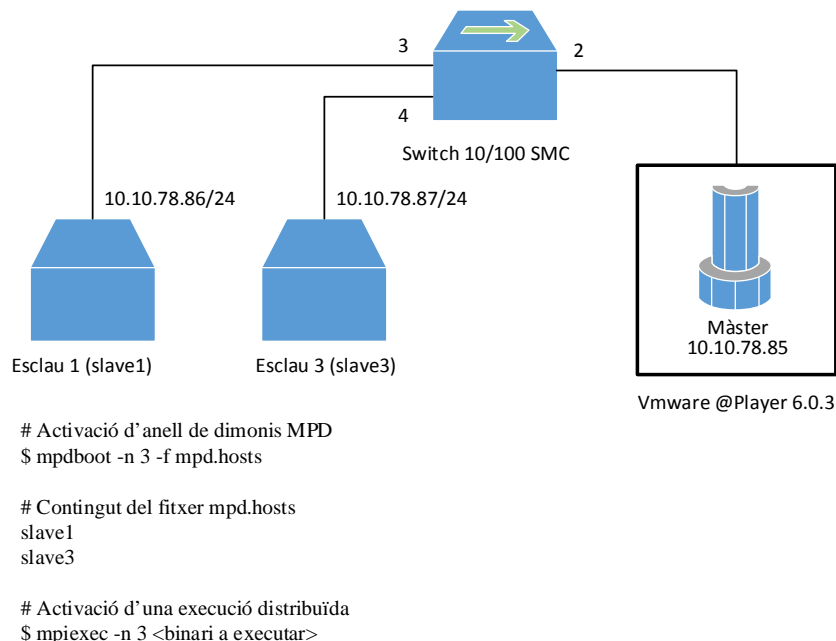 3
2
4
Switch 10/100 SMC
10.10.78.86/24
10.10.78.87/24
Esclau 1 (slave1)
Esclau 3 (slave3)
Màster
10.10.78.85
Vmware @Player 6.0.3
# Activació d’anell de dimonis MPD
$ mpdboot -n 3 -f mpd.hosts
# Contingut del fitxer mpd.hosts
slave1
slave3
# Activació d’una execució distribuïda
$ mpiexec -n 3 <binari a executar>